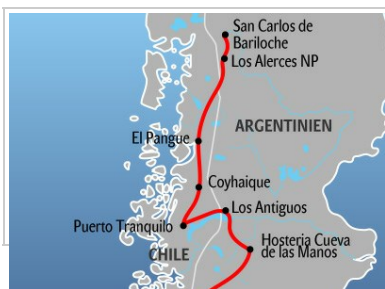 San Carlos de
Bariloche
Los Alerces NP
ARGENTINIEN
El Pangue
Coyhaique
Los Antiguos
Puerto Tranquilo
Hosteria Cueva
de las Manos
CHILE